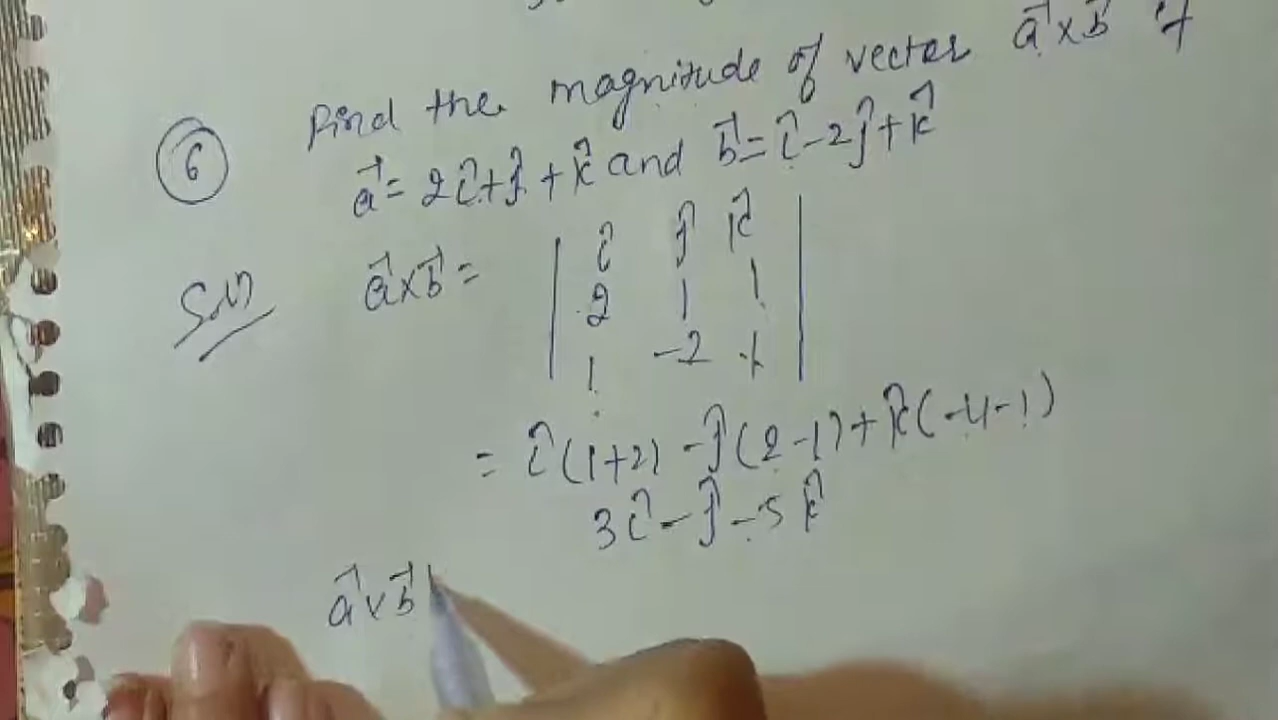 ⑥ Find the magnitude of vector a⃗×b⃗ if
a⃗= 2î+ĵ+k̂ and b⃗=î-2ĵ+k̂
Soln a⃗×b⃗= | î ĵ k̂ |
2 1 1
1 -2 1
= î(1+2) -ĵ(2-1)+k̂(-4-1)
3î-ĵ-5k̂
a⃗×b⃗|